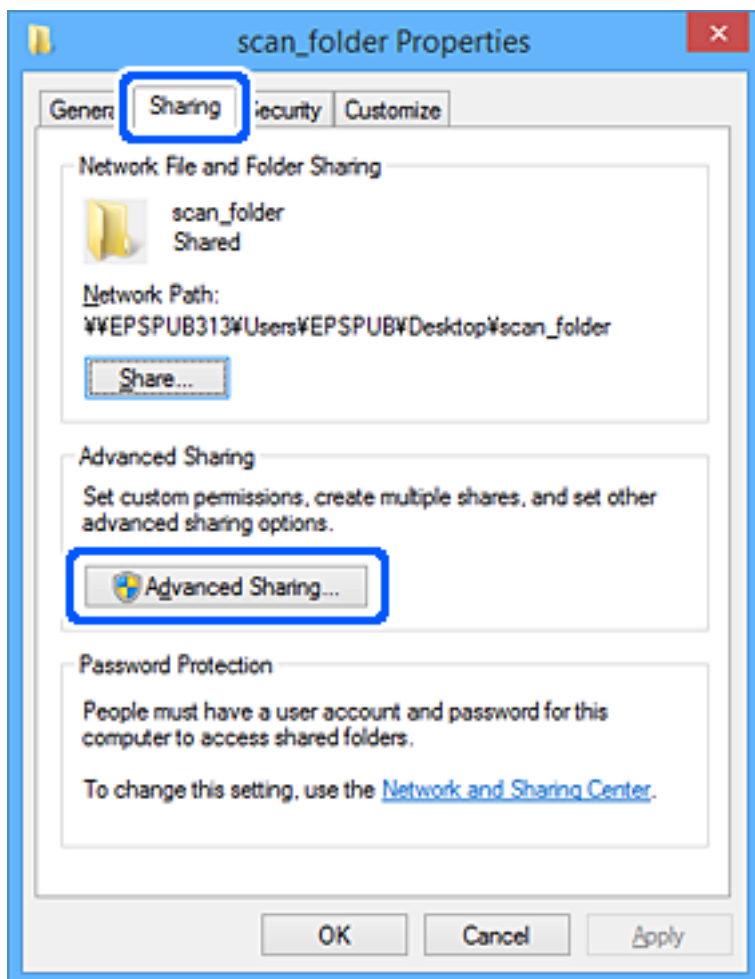 scan_folder Properties
General Sharing Security Customize
Network File and Folder Sharing
scan_folder
Shared
Network Path:
¥¥EPSPUB313¥Users¥EPSPUB¥Desktop¥scan_folder
Share...
Advanced Sharing
Set custom permissions, create multiple shares, and set other
advanced sharing options.
Advanced Sharing...
Password Protection
People must have a user account and password for this
computer to access shared folders.
To change this setting, use the Network and Sharing Center.
OK Cancel Apply